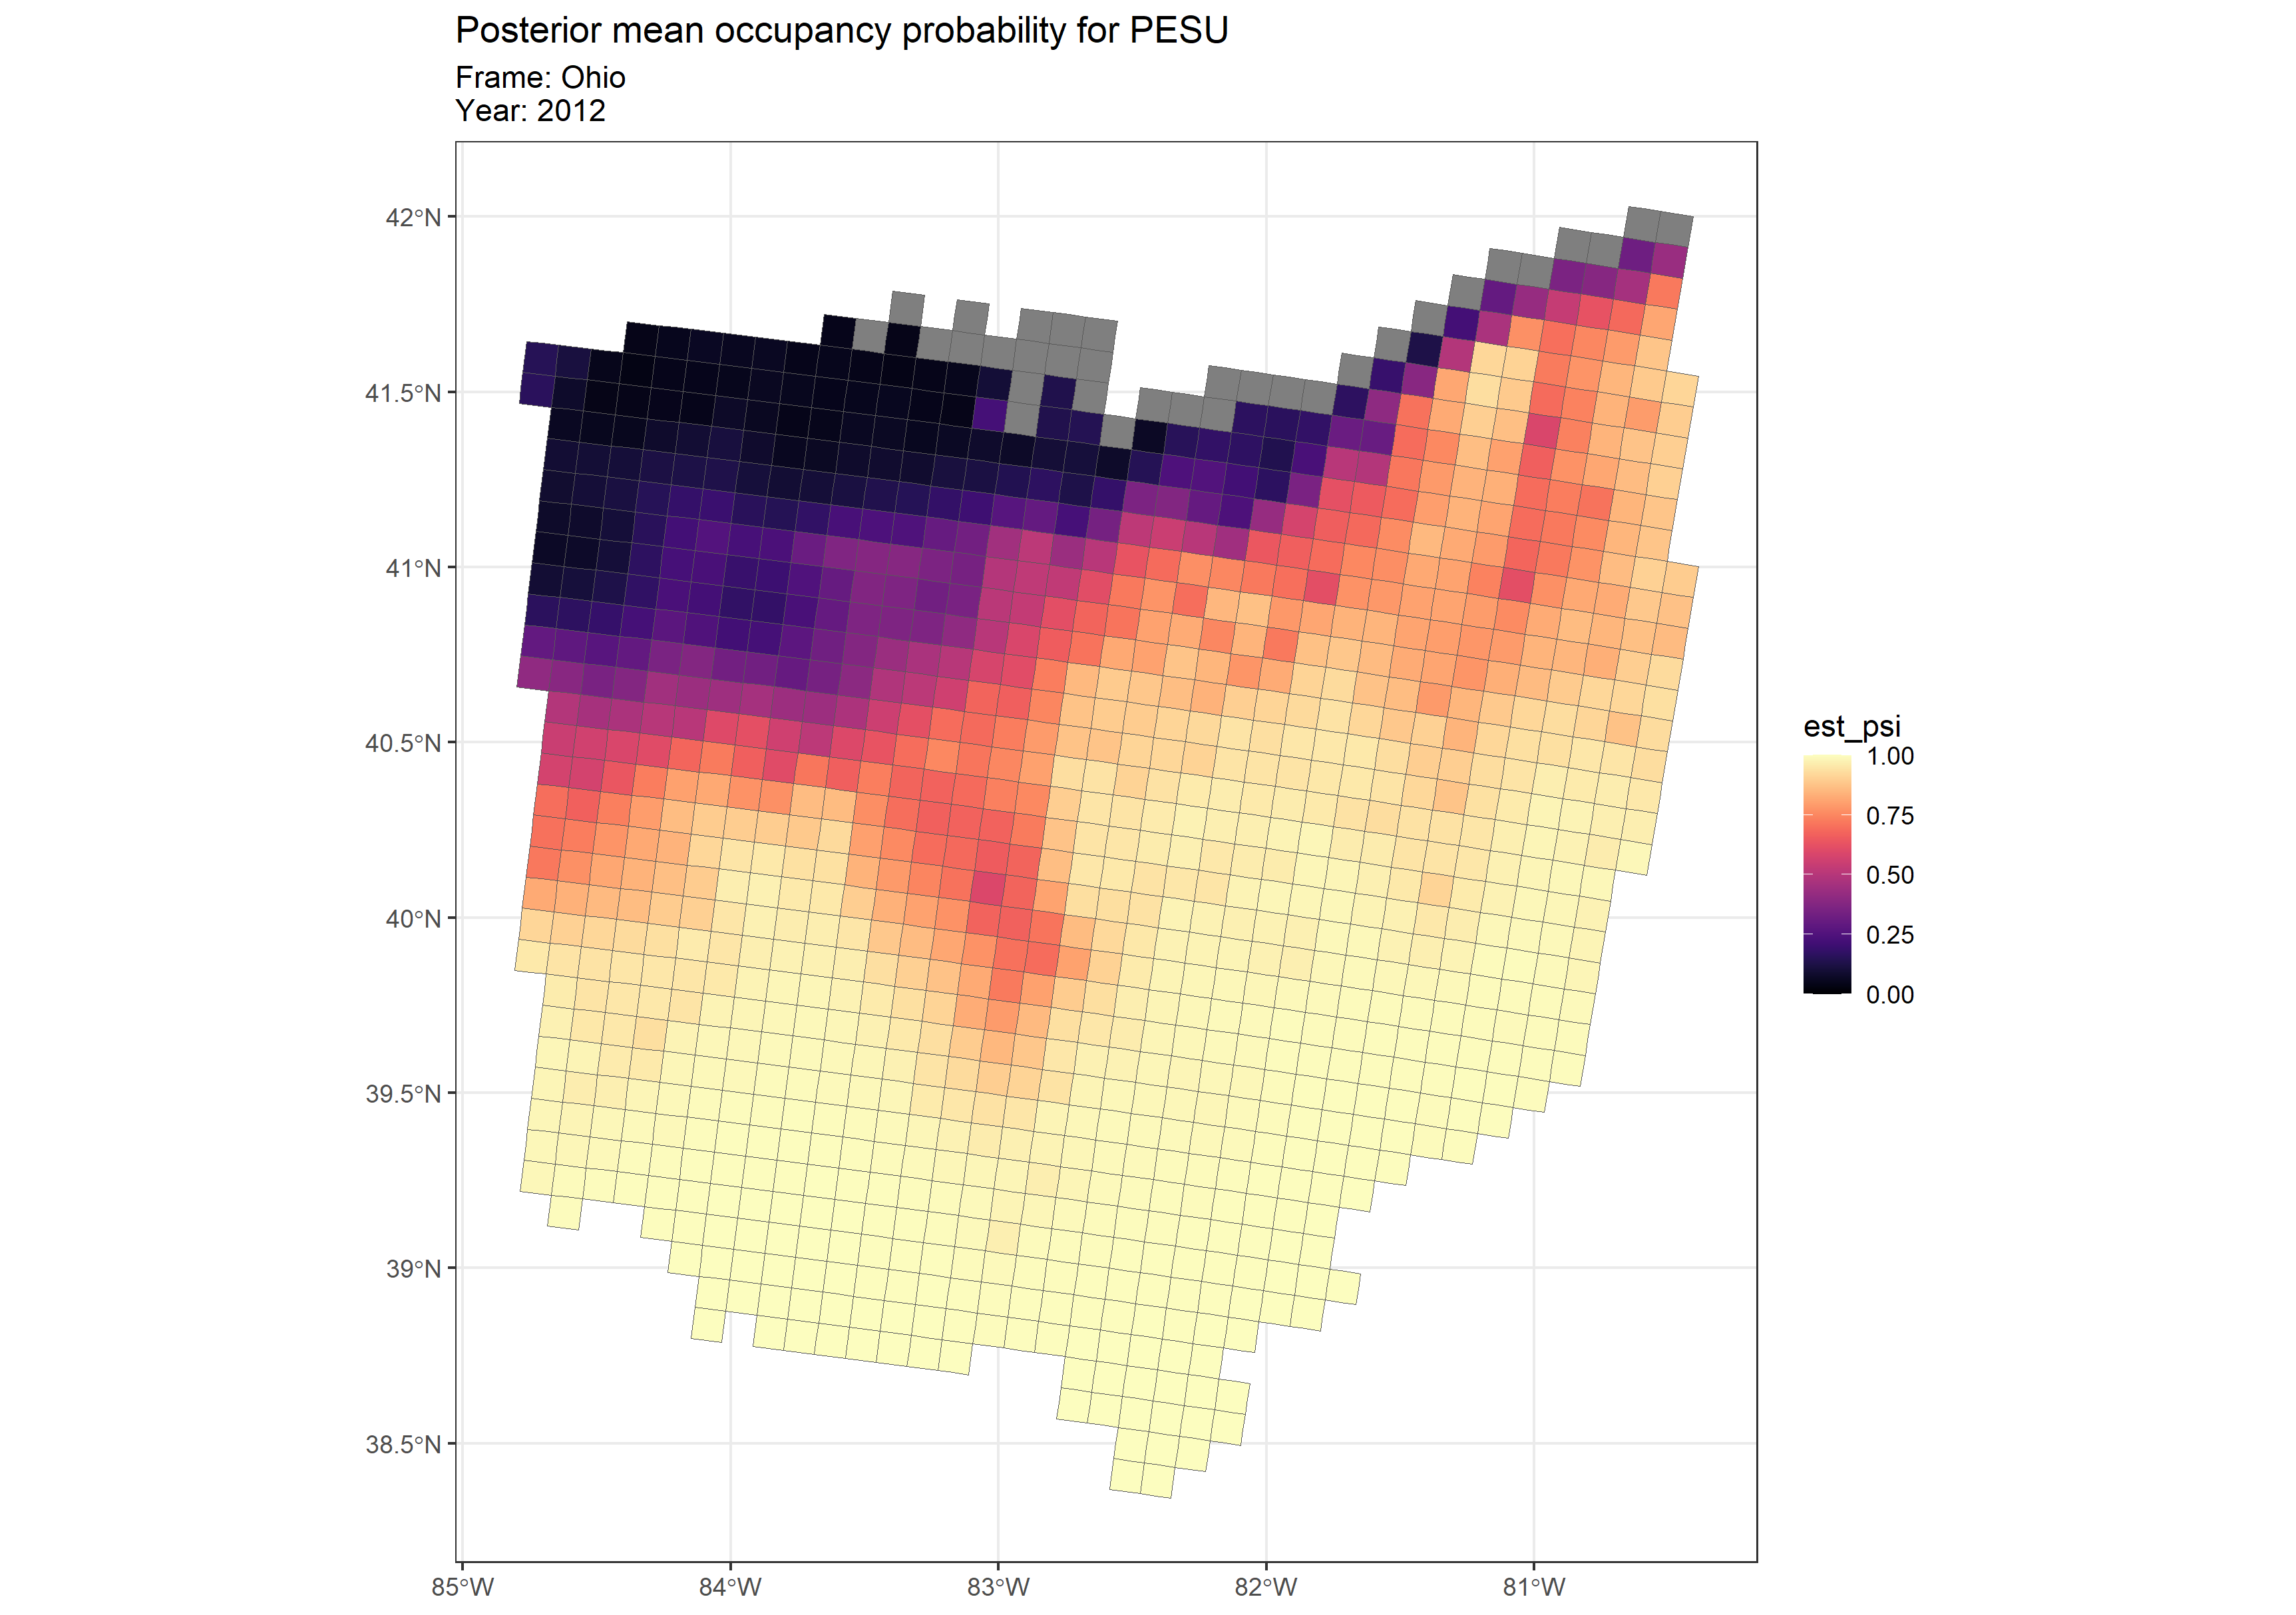 Posterior mean occupancy probability for PESU
Frame: Ohio
Year: 2012
42°N
41.5°N
41°N
40.5°N
40°N
39.5°N
39°N
38.5°N
85°W
84°W
83°W
82°W
81°W
est_psi
1.00
0.75
0.50
0.25
0.00